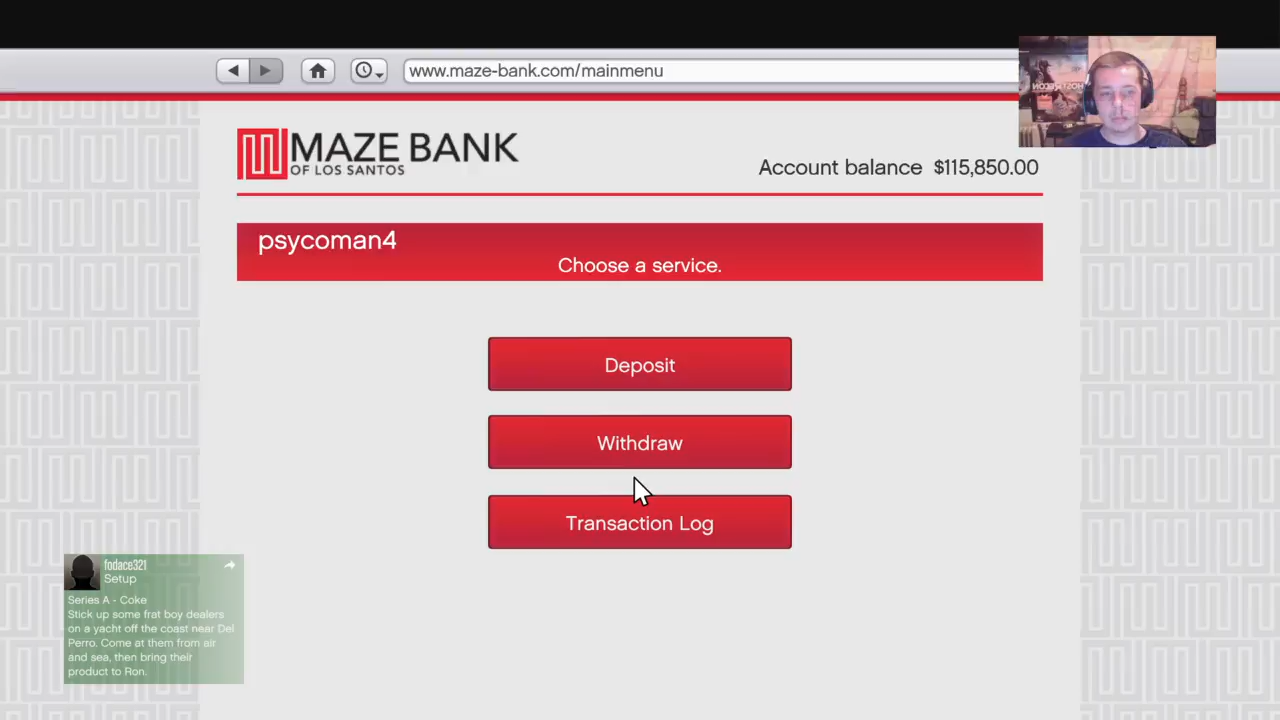 www.maze-bank.com/mainmenu
MAZE BANK
OF LOS SANTOS
Account balance $115,850.00
psycoman4
Choose a service.
Deposit
Withdraw
Transaction Log
fodace321
Setup
Series A - Coke
Stick up some frat boy dealers
on a yacht off the coast near Del
Perro. Come at them from air
and sea, then bring their
product to Ron.